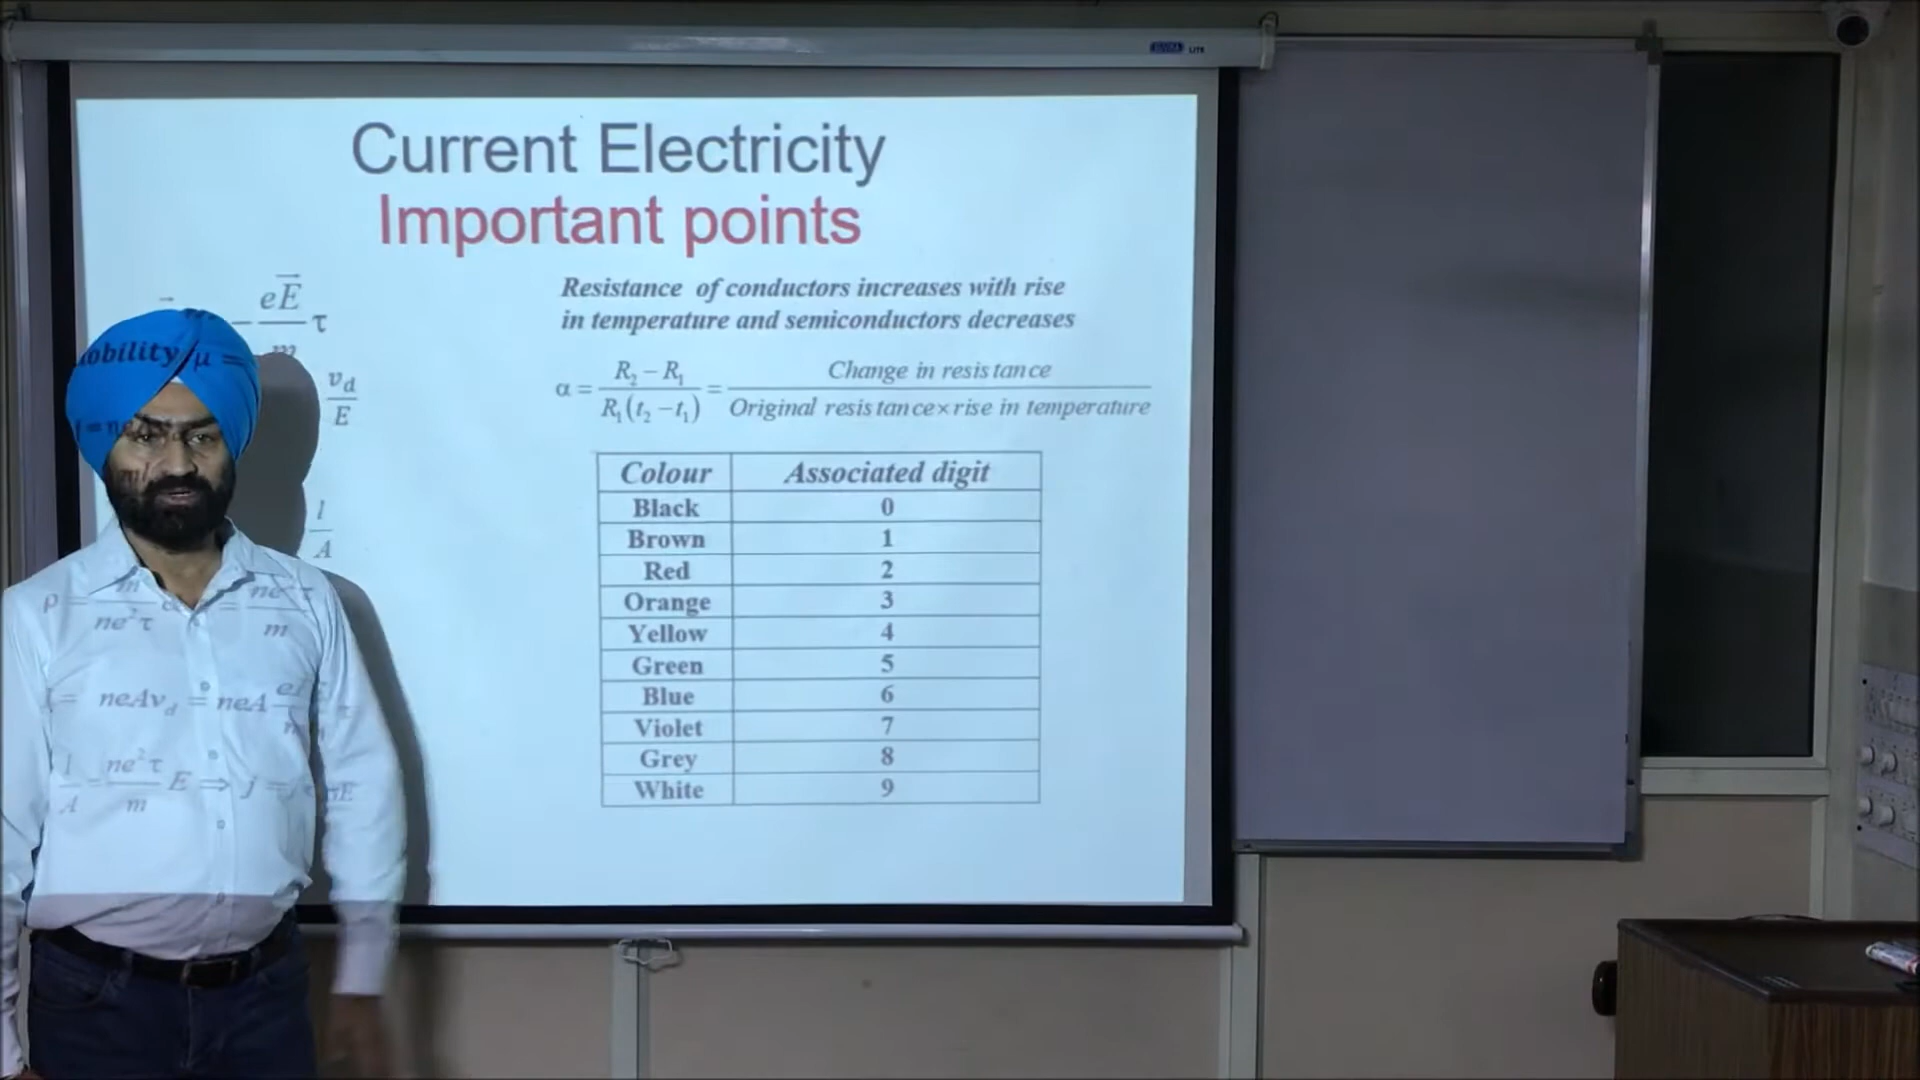 LITE
Current Electricity
Important points
− eE⃗/m τ
mobility μ =
v_d/E
l/A
ρ = m/ne²τ
ne²τ/m
I = neAv_d = neA
I/A = ne²τ/m E ⇒ j =
Resistance of conductors increases with rise
in temperature and semiconductors decreases
α = (R₂ − R₁)/(R₁(t₂ − t₁)) = Change in resistance/Original resistance×rise in temperature
Colour Associated digit
Black 0
Brown 1
Red 2
Orange 3
Yellow 4
Green 5
Blue 6
Violet 7
Grey 8
White 9